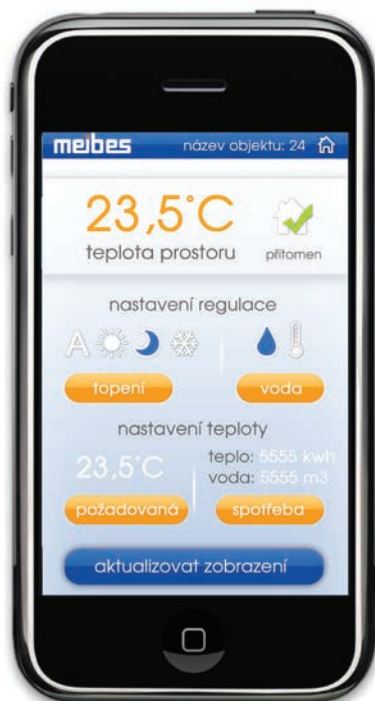 meibes název objektu: 24
23,5°C
teplota prostoru přítomen
nastavení regulace
A
topení voda
nastavení teploty
23,5°C teplo: 5555 kwh
voda: 5555 m3
požadovaná spotřeba
aktualizovat zobrazení